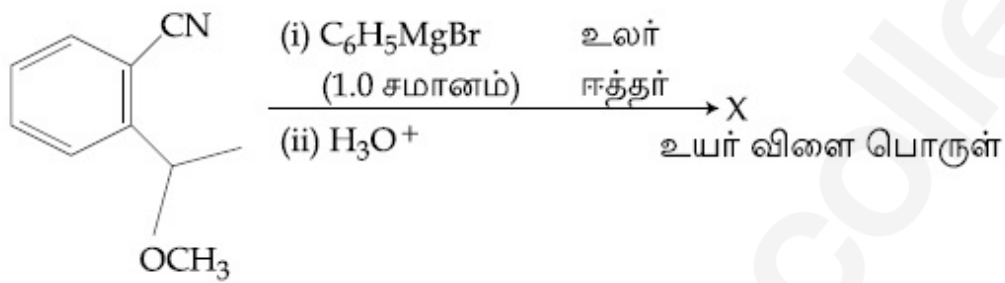 CN
(i) C₆H₅MgBr உலர்
(1.0 சமானம்) ஈத்தர்
X
(ii) H₃O⁺
உயர் விளை பொருள்
OCH₃